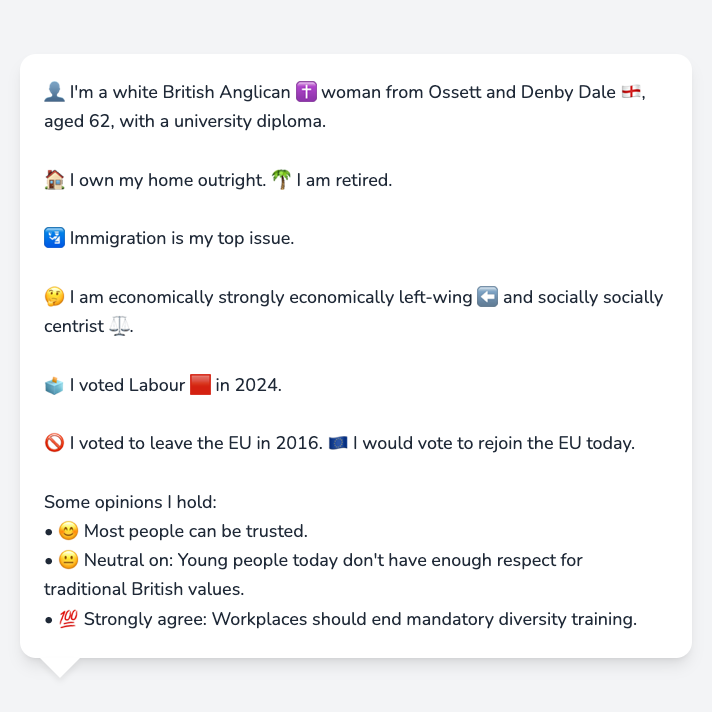 👤 I'm a white British Anglican ✝️ woman from Ossett and Denby Dale 🏴󠁧󠁢󠁥󠁮󠁧󠁿,
aged 62, with a university diploma.
🏠 I own my home outright. 🌴 I am retired.
🛂 Immigration is my top issue.
🤔 I am economically strongly economically left-wing ⬅️ and socially socially
centrist ⚖️.
🗳️ I voted Labour 🟥 in 2024.
🚫 I voted to leave the EU in 2016. 🇪🇺 I would vote to rejoin the EU today.
Some opinions I hold:
• 😊 Most people can be trusted.
• 😐 Neutral on: Young people today don't have enough respect for
traditional British values.
• 💯 Strongly agree: Workplaces should end mandatory diversity training.